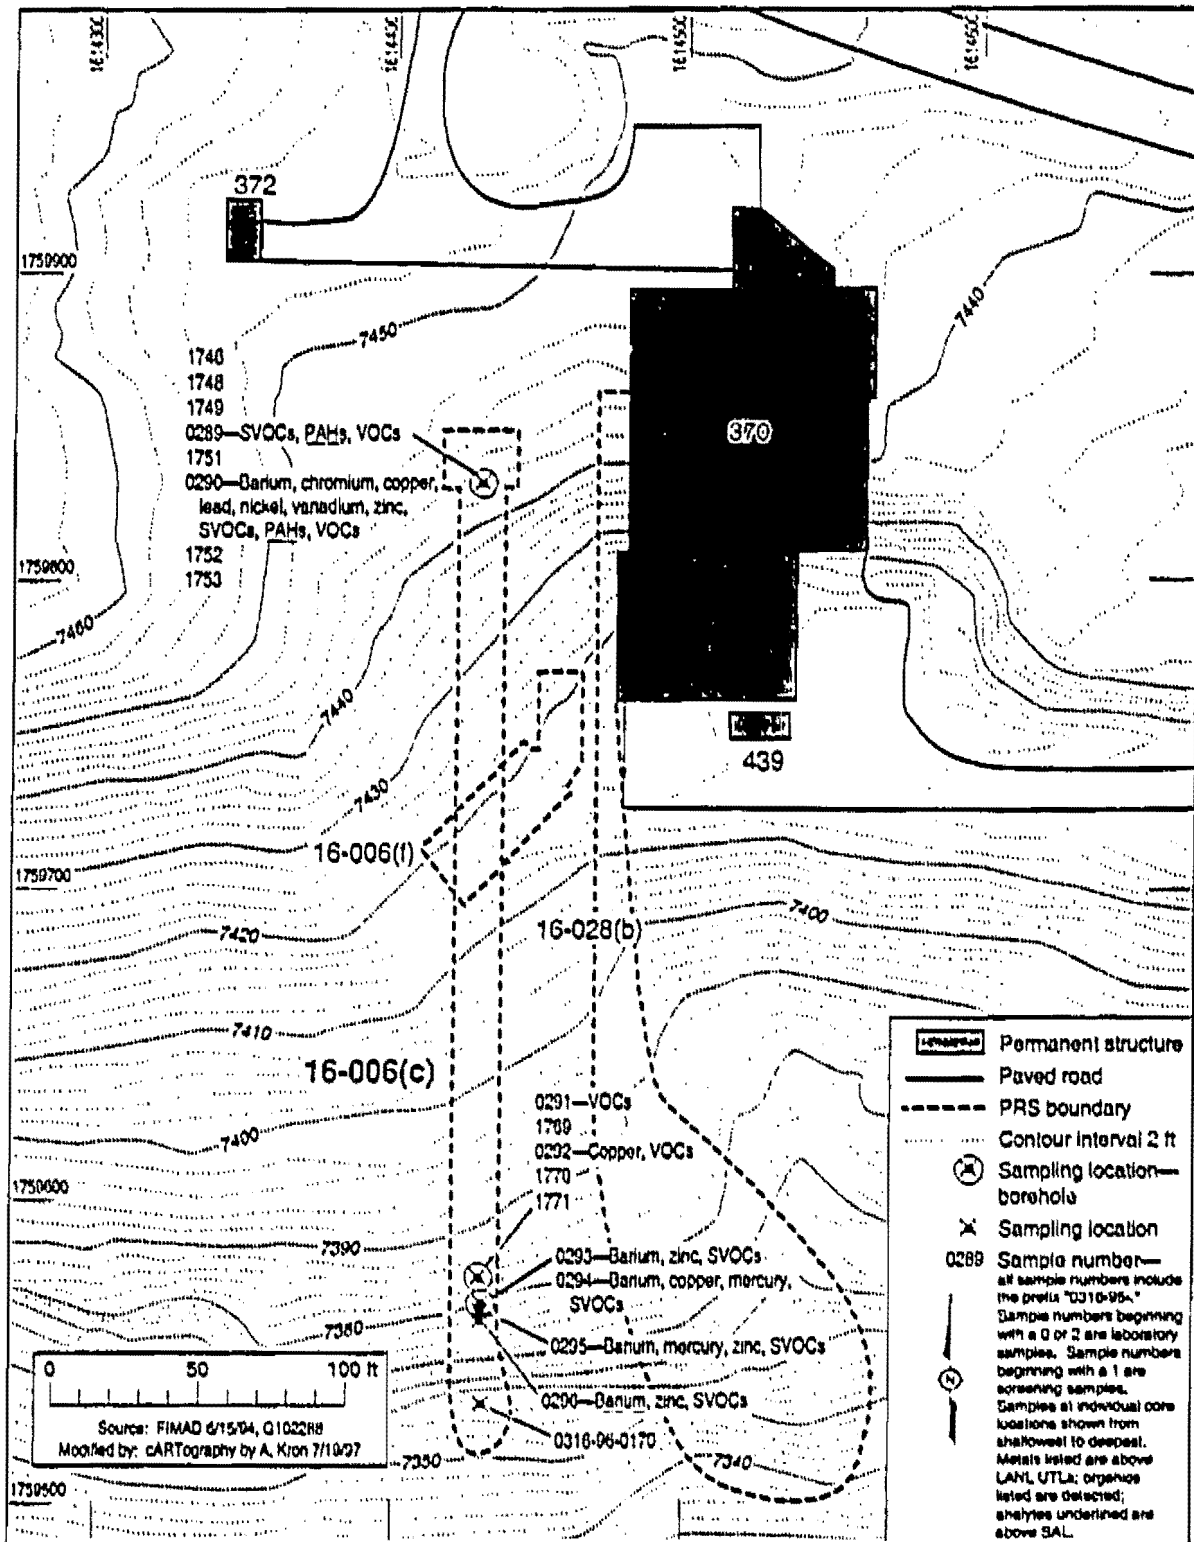 1614300
1614400
1614500
1614600
372
1759900
7440
7450
1746
1748
1749
370
0289—SVOCs, PAHs, VOCs
1751
0290—Barium, chromium, copper,
lead, nickel, vanadium, zinc,
SVOCs, PAHs, VOCs
1752
1753
1759800
7460
7440
439
7430
16-006(f)
1759700
7400
7420
16-028(b)
7410
16-006(c)
0291—VOCs
1769
0292—Copper, VOCs
1770
1771
7400
1759600
7390
0293—Barium, zinc, SVOCs
0294—Barium, copper, mercury,
SVOCs
7380
0295—Barium, mercury, zinc, SVOCs
0296—Barium, zinc, SVOCs
0316-96-0170
7350
7340
1759500
0 50 100 ft
Source: FIMAD 6/15/94, G102288
Modified by: cARTography by A. Kron 7/19/97
Permanent structure
Paved road
PRS boundary
Contour interval 2 ft
Sampling location—
borehole
Sampling location
0289 Sample number—
all sample numbers include
the prefix "0316-95-."
Sample numbers beginning
with a 0 or 2 are laboratory
samples. Sample numbers
beginning with a 1 are
screening samples.
Samples at individual core
locations shown from
shallowest to deepest.
Metals listed are above
LANL UTLs; organics
listed are detected;
analytes underlined are
above SAL.
N